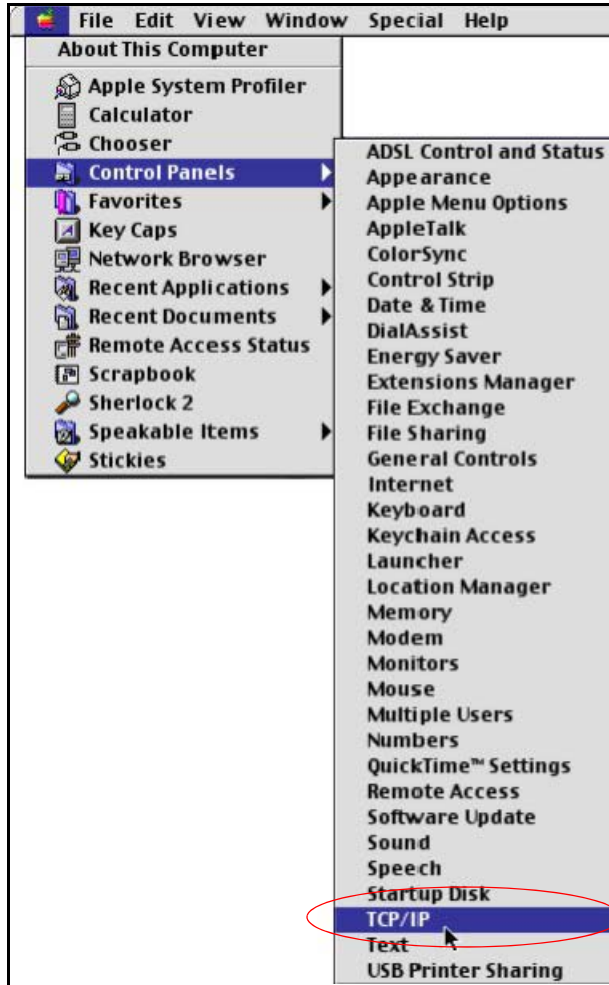 File Edit View Window Special Help
About This Computer
Apple System Profiler
Calculator
Chooser
Control Panels
Favorites
Key Caps
Network Browser
Recent Applications
Recent Documents
Remote Access Status
Scrapbook
Sherlock 2
Speakable Items
Stickies
ADSL Control and Status
Appearance
Apple Menu Options
AppleTalk
ColorSync
Control Strip
Date & Time
DialAssist
Energy Saver
Extensions Manager
File Exchange
File Sharing
General Controls
Internet
Keyboard
Keychain Access
Launcher
Location Manager
Memory
Modem
Monitors
Mouse
Multiple Users
Numbers
QuickTime™ Settings
Remote Access
Software Update
Sound
Speech
Startup Disk
TCP/IP
Text
USB Printer Sharing